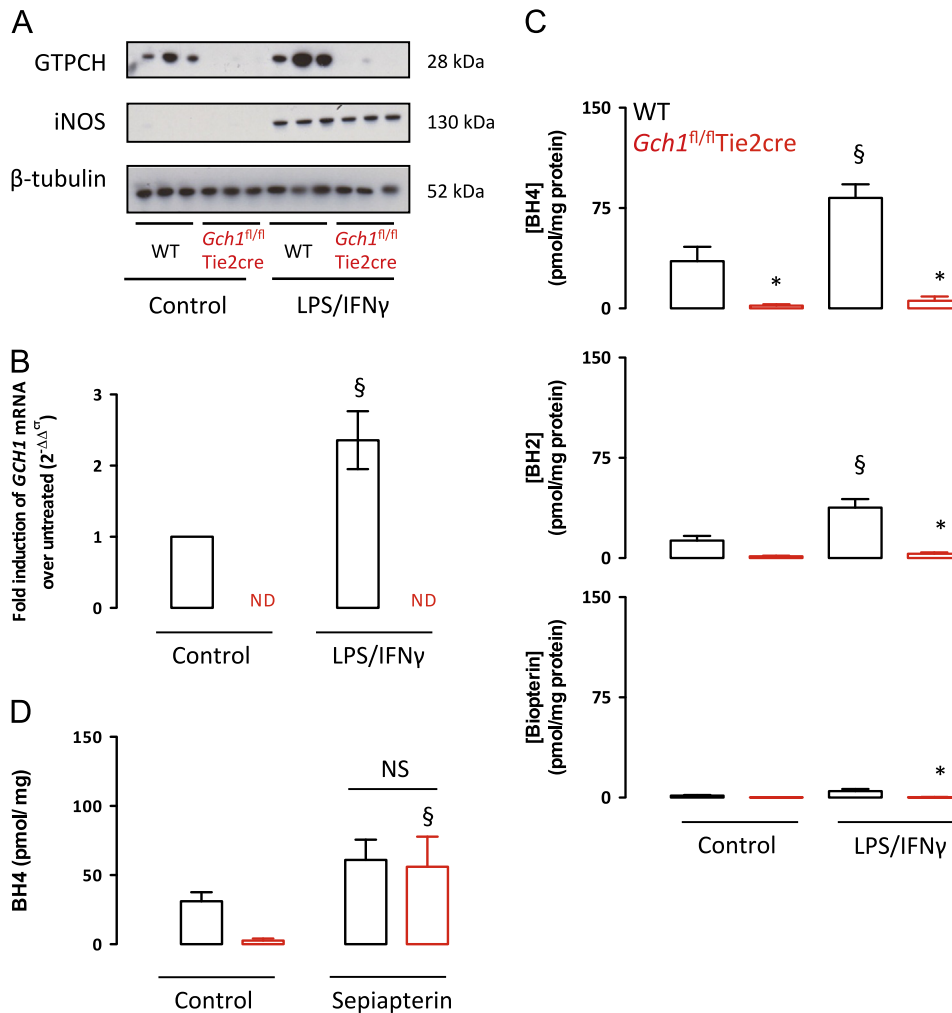 A
GTPCH
28 kDa
iNOS
130 kDa
β-tubulin
52 kDa
WT
Gch1fl/fl
Tie2cre
WT
Gch1fl/fl
Tie2cre
Control
LPS/IFNγ
B
Fold induction of GCH1 mRNA
over untreated (2-ΔΔct)
3
2
1
0
§
ND
ND
Control
LPS/IFNγ
C
WT
Gch1fl/flTie2cre
[BH4]
(pmol/mg protein)
150
75
0
*
§
*
[BH2]
(pmol/mg protein)
150
75
0
§
*
[Biopterin]
(pmol/mg protein)
150
75
0
*
Control
LPS/IFNγ
D
BH4 (pmol/ mg)
150
100
50
0
NS
§
Control
Sepiapterin